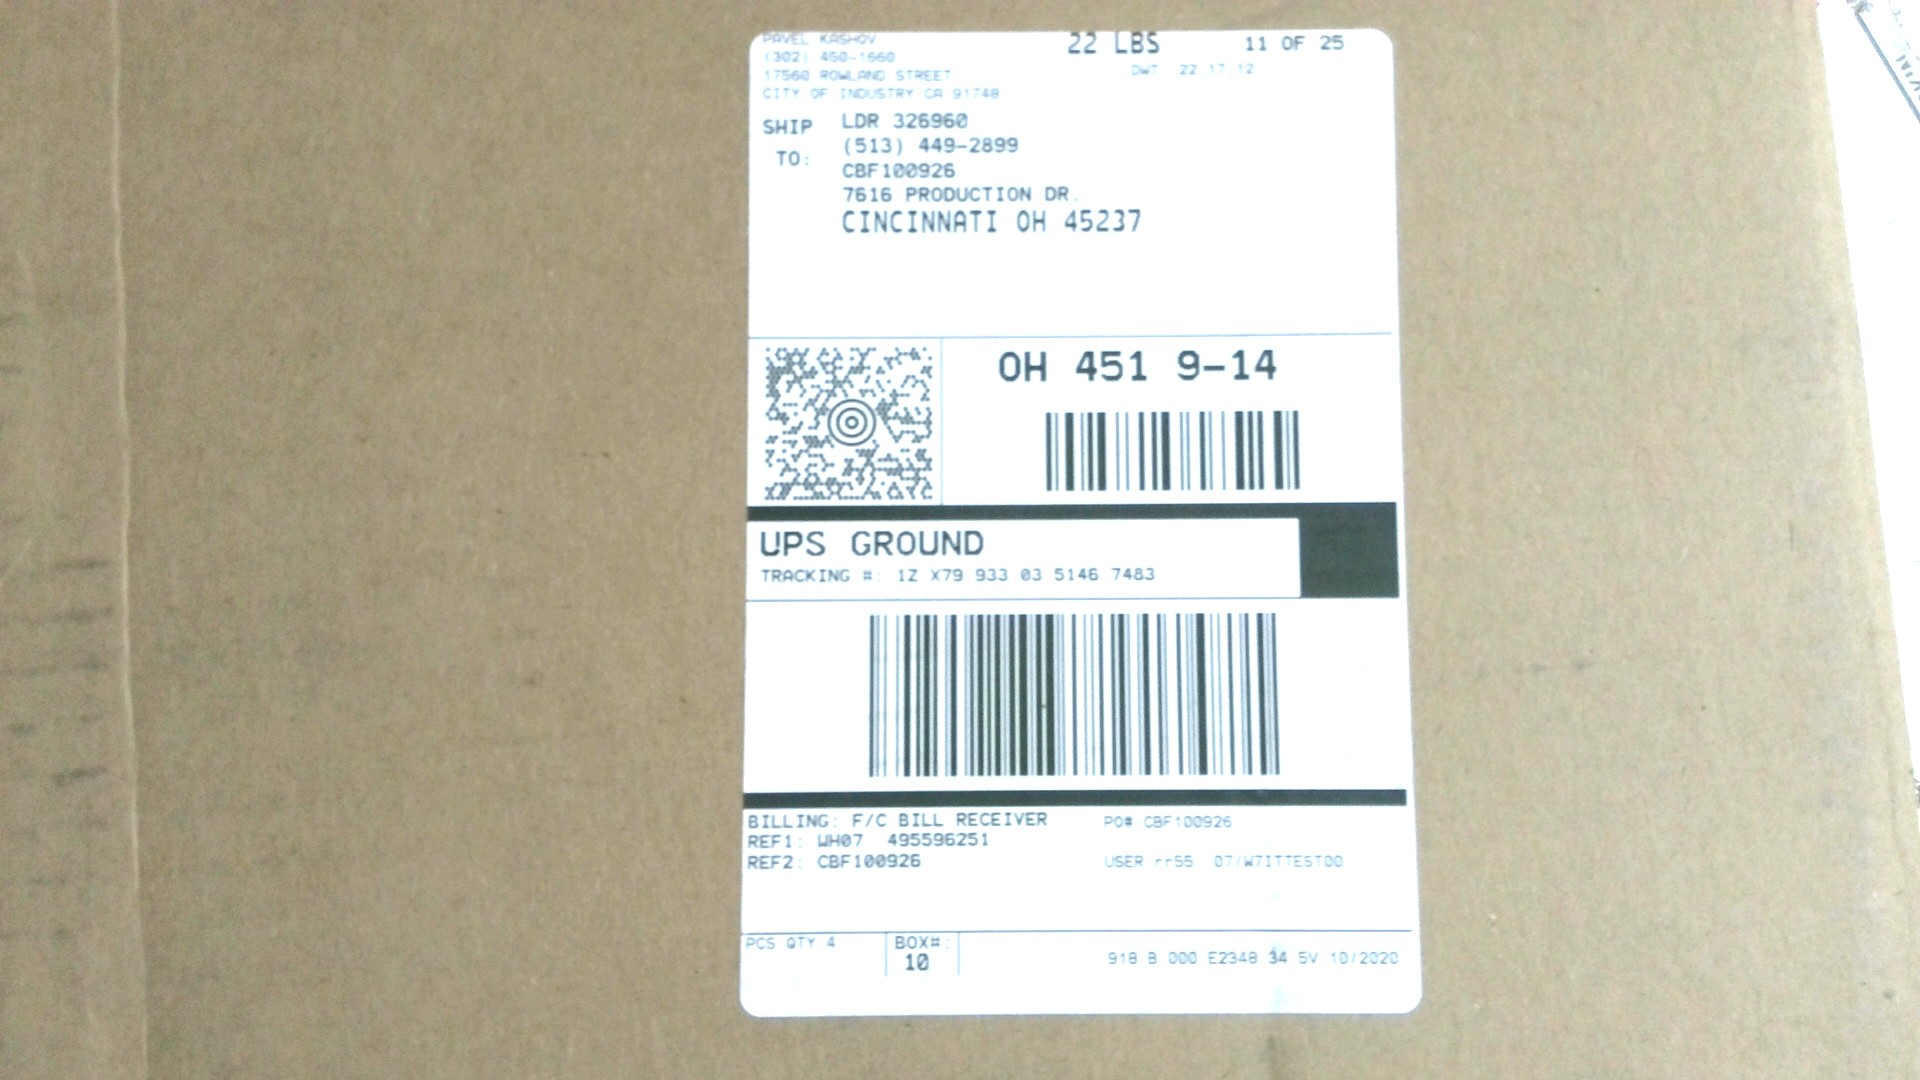 PAVEL KASHOV
(302) 450-1660
17560 ROWLAND STREET
CITY OF INDUSTRY CA 91748
22 LBS
11 OF 25
DWT: 22,17,12
SHIP TO:
LDR 326960
(513) 449-2899
CBF100926
7616 PRODUCTION DR.
CINCINNATI OH 45237
OH 451 9-14
UPS GROUND
TRACKING #: 1Z X79 933 03 5146 7483
BILLING: F/C BILL RECEIVER
REF1: WH07 495596251
REF2: CBF100926
PO# CBF100926
USER rr55 07/W7ITTEST00
PCS QTY 4
BOX#:
10
918 B 000 E2348 34 5V 10/2020